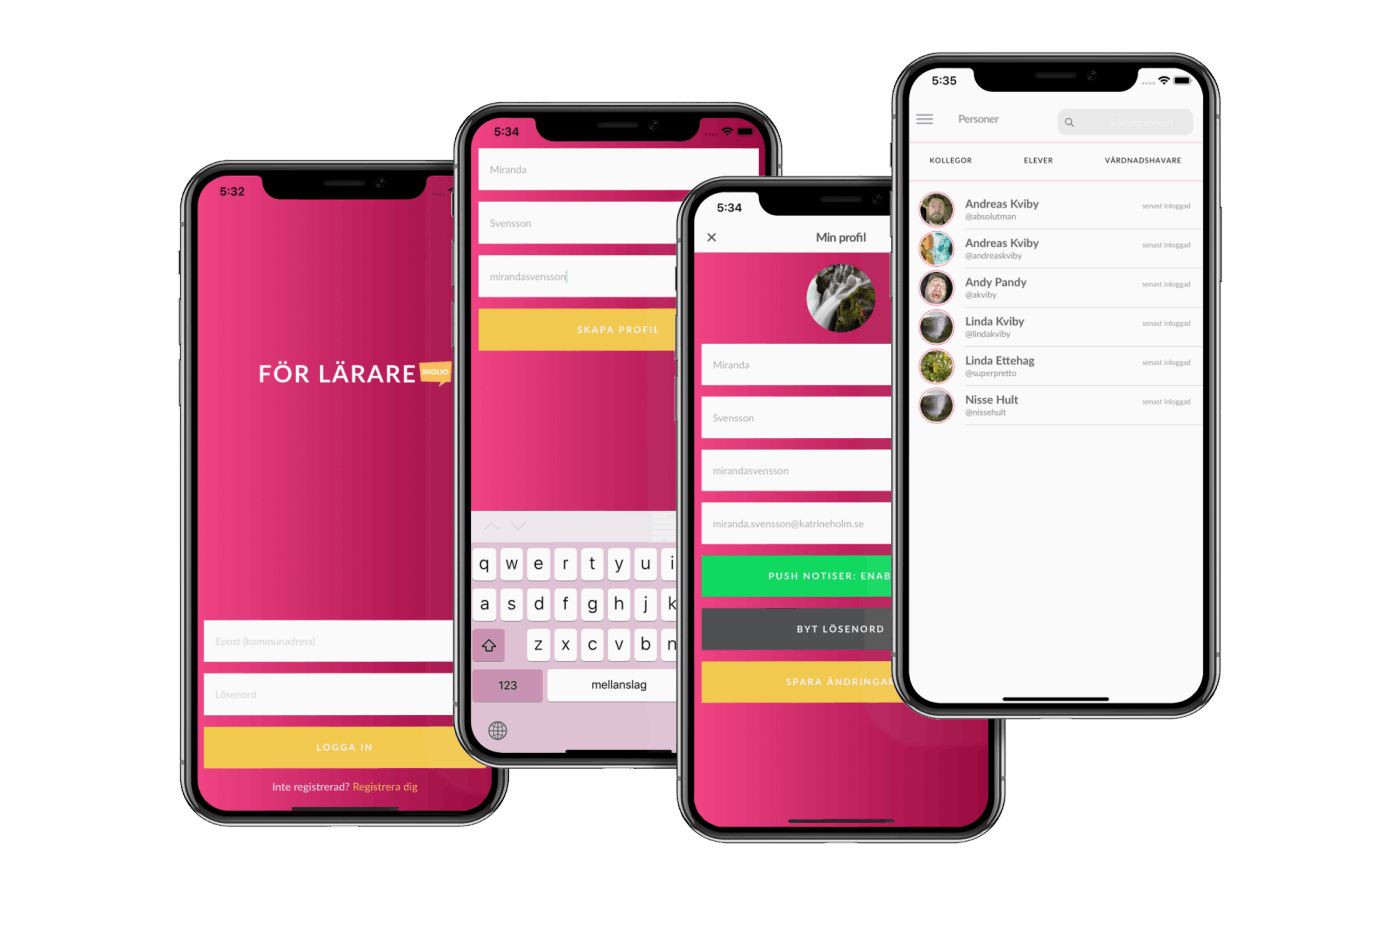 5:32
FÖR LÄRARE
SKOLIO
Epost (kommunadress)
Lösenord
LOGGA IN
Inte registrerad? Registrera dig
5:34
Miranda
Svensson
mirandasvensson
SKAPA PROFIL
q w e r t y u i
a s d f g h j k
z x c v b n
123 mellanslag
5:34
Min profil
Miranda
Svensson
mirandasvensson
miranda.svensson@katrineholm.se
PUSH NOTISER: ENAB
BYT LÖSENORD
SPARA ÄNDRINGAR
5:35
Personer
KOLLEGOR ELEVER VÅRDNADSHAVARE
Andreas Kviby senast inloggad
@absolutman
Andreas Kviby senast inloggad
@andreaskviby
Andy Pandy senast inloggad
@akviby
Linda Kviby senast inloggad
@lindakviby
Linda Ettehag senast inloggad
@superpretto
Nisse Hult senast inloggad
@nissehult